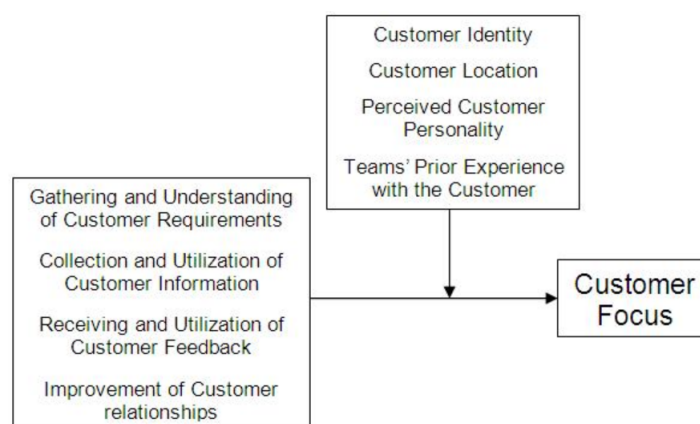 Customer Identity
Customer Location
Perceived Customer
Personality
Teams' Prior Experience
with the Customer
Gathering and Understanding
of Customer Requirements
Collection and Utilization of
Customer Information
Receiving and Utilization of
Customer Feedback
Improvement of Customer
relationships
Customer
Focus